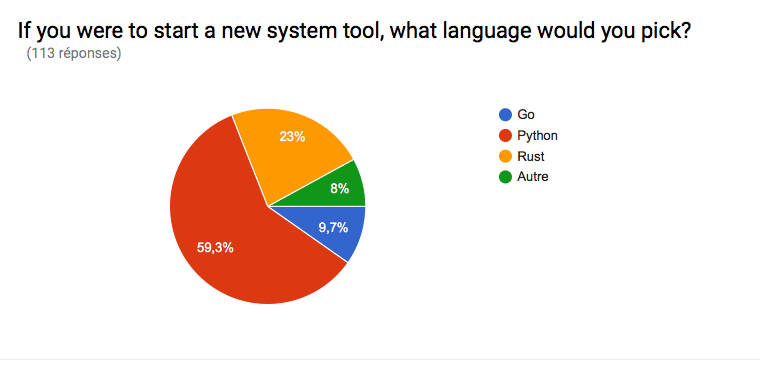 If you were to start a new system tool, what language would you pick?
(113 réponses)
Go
Python
Rust
Autre
23%
8%
9,7%
59,3%